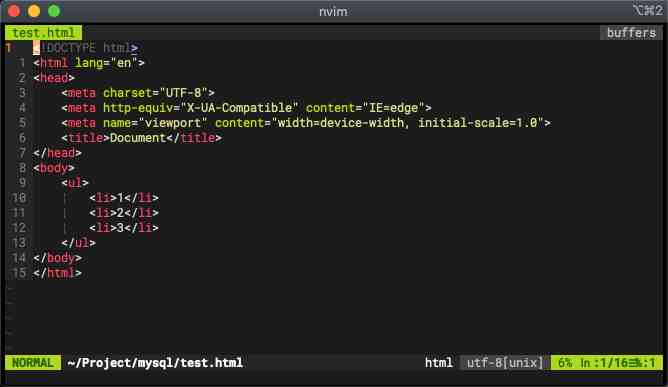 nvim ⌥⌘2
test.html buffers
1 <!DOCTYPE html>
1 <html lang="en">
2 <head>
3 <meta charset="UTF-8">
4 <meta http-equiv="X-UA-Compatible" content="IE=edge">
5 <meta name="viewport" content="width=device-width, initial-scale=1.0">
6 <title>Document</title>
7 </head>
8 <body>
9 <ul>
10 <li>1</li>
11 <li>2</li>
12 <li>3</li>
13 </ul>
14 </body>
15 </html>
~
~
~
~
~
NORMAL ~/Project/mysql/test.html html utf-8[unix] 6% ln :1/16≡%:1